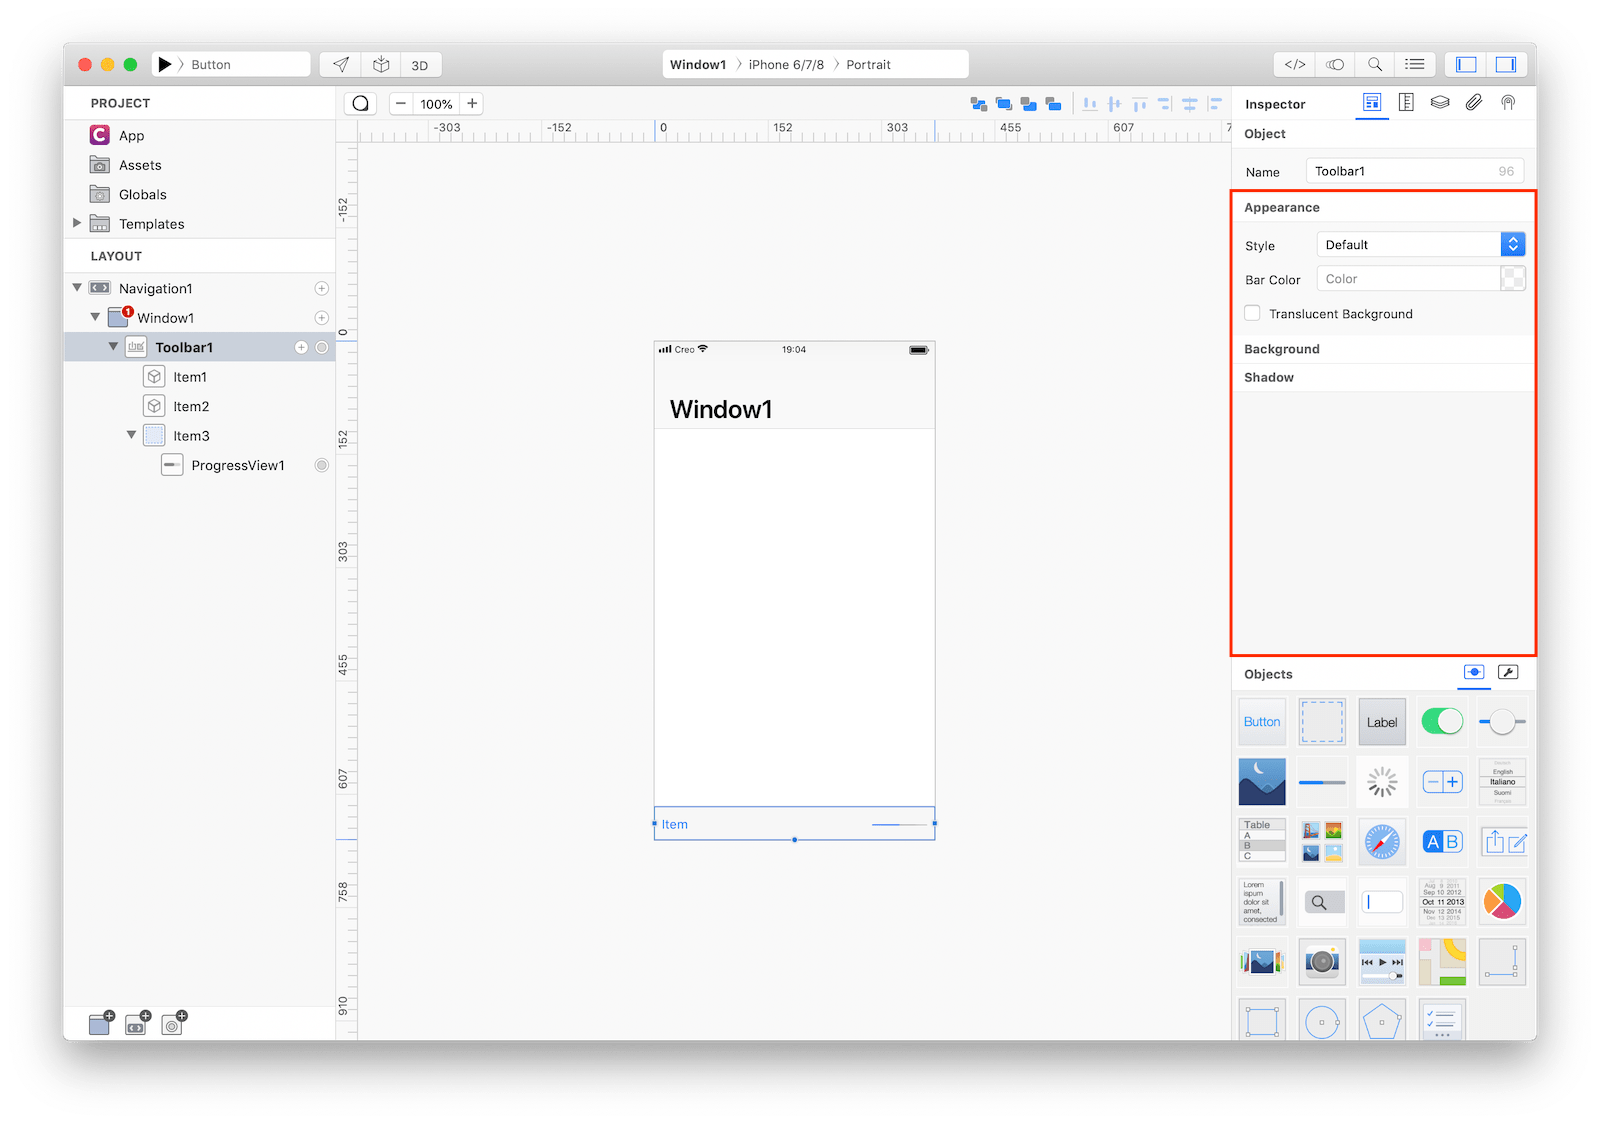 Button
3D
Window1 iPhone 6/7/8 Portrait
</>
PROJECT
App
Assets
Globals
Templates
LAYOUT
Navigation1
1
Window1
Toolbar1
Item1
Item2
Item3
ProgressView1
100%
-303 -152 0 152 303 455 607
-152
0
152
303
455
607
758
910
Creo 19:04
Window1
Item
Inspector
Object
Name Toolbar1 96
Appearance
Style Default
Bar Color Color
Translucent Background
Background
Shadow
Objects
Button
Label
English
Italiano
Suomi
Table
A
B
C
A B
Lorem
ispum
dolor sit
amet,
consected
Aug 9 2011
Sep 10 2012
Oct 11 2013
Nov 12 2014
Dec 13 2015